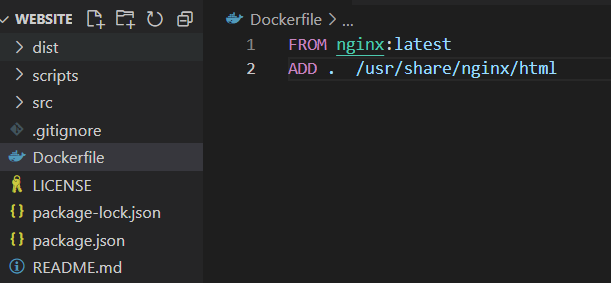 WEBSITE
dist
scripts
src
.gitignore
Dockerfile
LICENSE
package-lock.json
package.json
README.md
Dockerfile > ...
1 FROM nginx:latest
2 ADD .  /usr/share/nginx/html